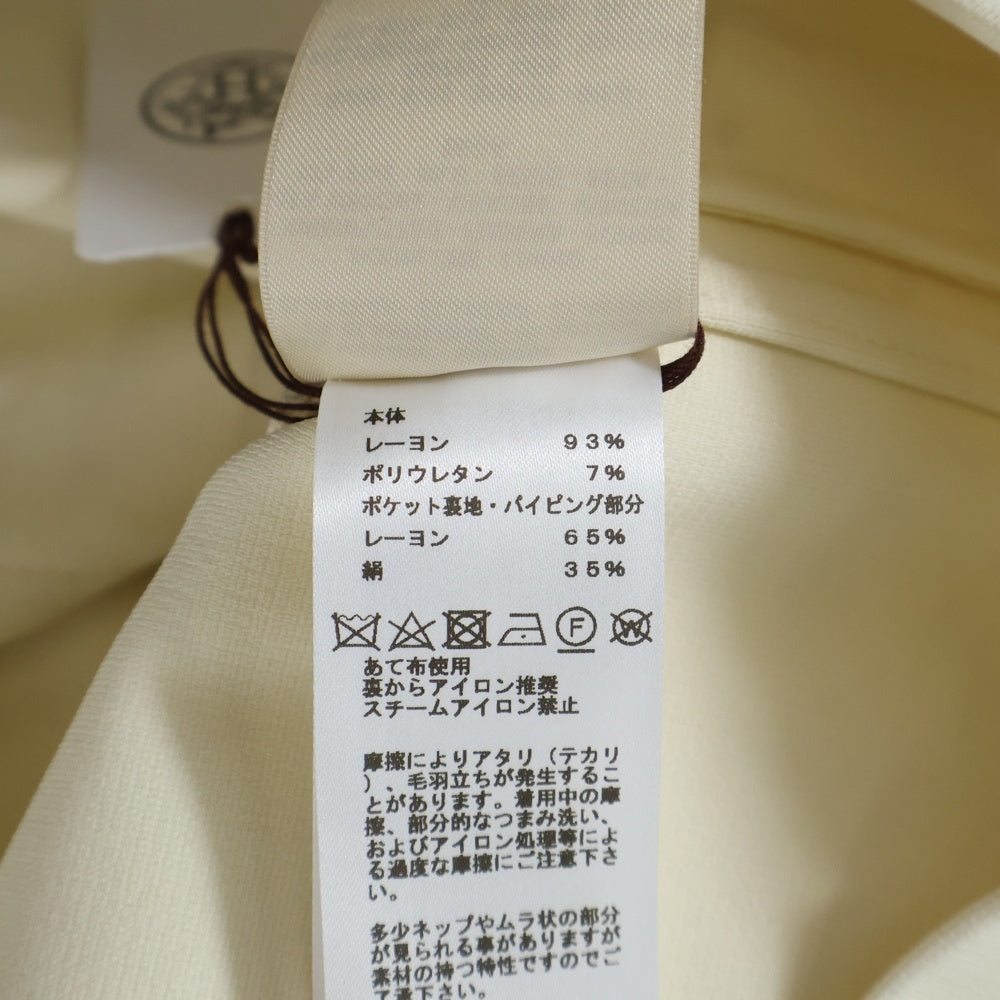 本体
レーヨン 93%
ポリウレタン 7%
ポケット裏地・パイピング部分
レーヨン 65%
絹 35%
F W
あて布使用
裏からアイロン推奨
スチームアイロン禁止
摩擦によりアタリ（テカリ
）、毛羽立ちが発生するこ
とがあります。着用中の摩
擦、部分的なつまみ洗い、
およびアイロン処理等によ
る過度な摩擦にご注意下さ
い。
多少ネップやムラ状の部分
が見られる事がありますが
素材の持つ特性ですのでご
了承下さい。